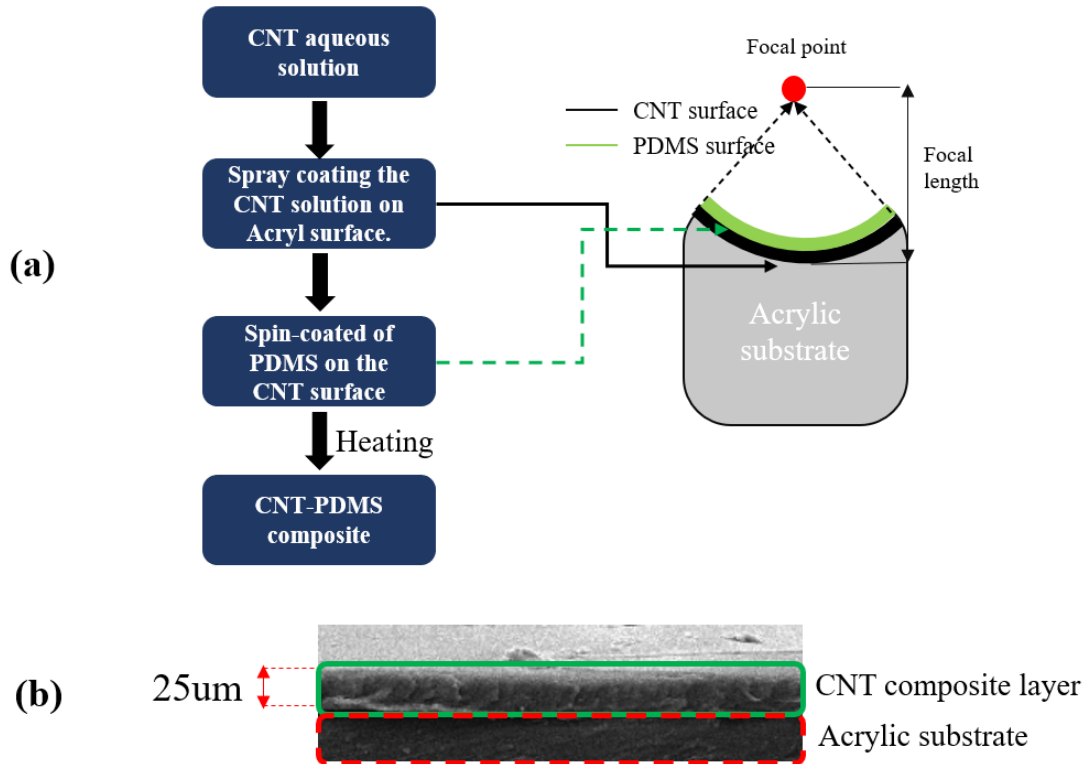 (a)
CNT aqueous
solution
Spray coating the
CNT solution on
Acryl surface.
Spin-coated of
PDMS on the
CNT surface
Heating
CNT-PDMS
composite
Focal point
CNT surface
PDMS surface
Focal
length
Acrylic
substrate
(b)
25um
CNT composite layer
Acrylic substrate